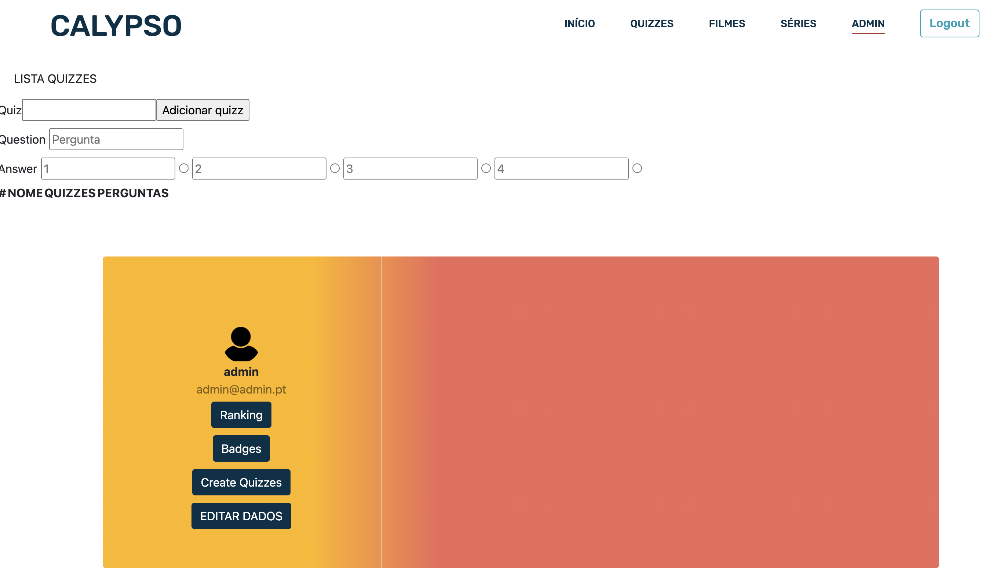 CALYPSO
INÍCIO QUIZZES FILMES SÉRIES ADMIN Logout
LISTA QUIZZES
Quiz Adicionar quizz
Question Pergunta
Answer 1 2 3 4
# NOME QUIZZES PERGUNTAS
admin
admin@admin.pt
Ranking
Badges
Create Quizzes
EDITAR DADOS